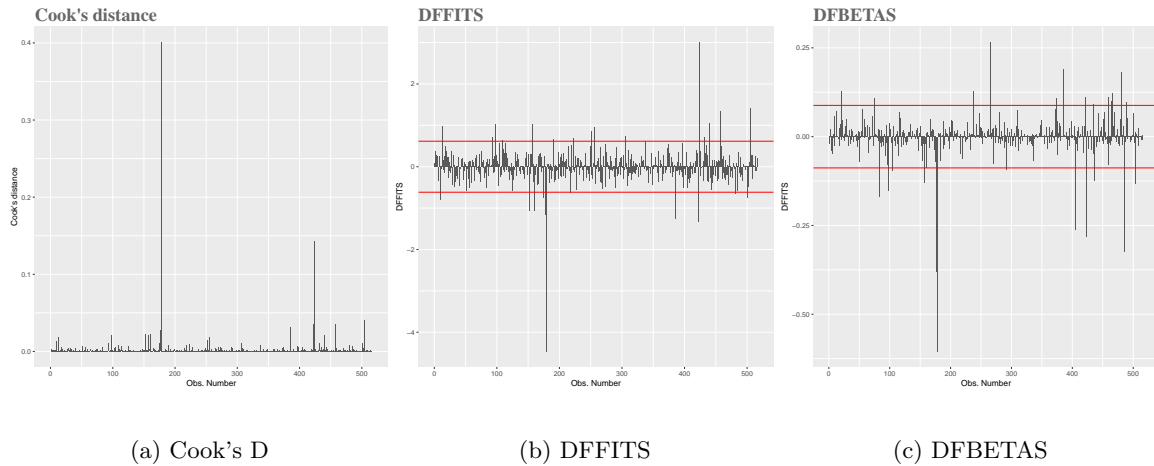 Cook's distance
Cook's distance
0.4
0.3
0.2
0.1
0.0
0
100
200
300
400
500
Obs. Number
(a) Cook's D
DFFITS
DFFITS
2
0
−2
−4
0
100
200
300
400
500
Obs. Number
(b) DFFITS
DFBETAS
DFFITS
0.25
0.00
−0.25
−0.50
0
100
200
300
400
500
Obs. Number
(c) DFBETAS